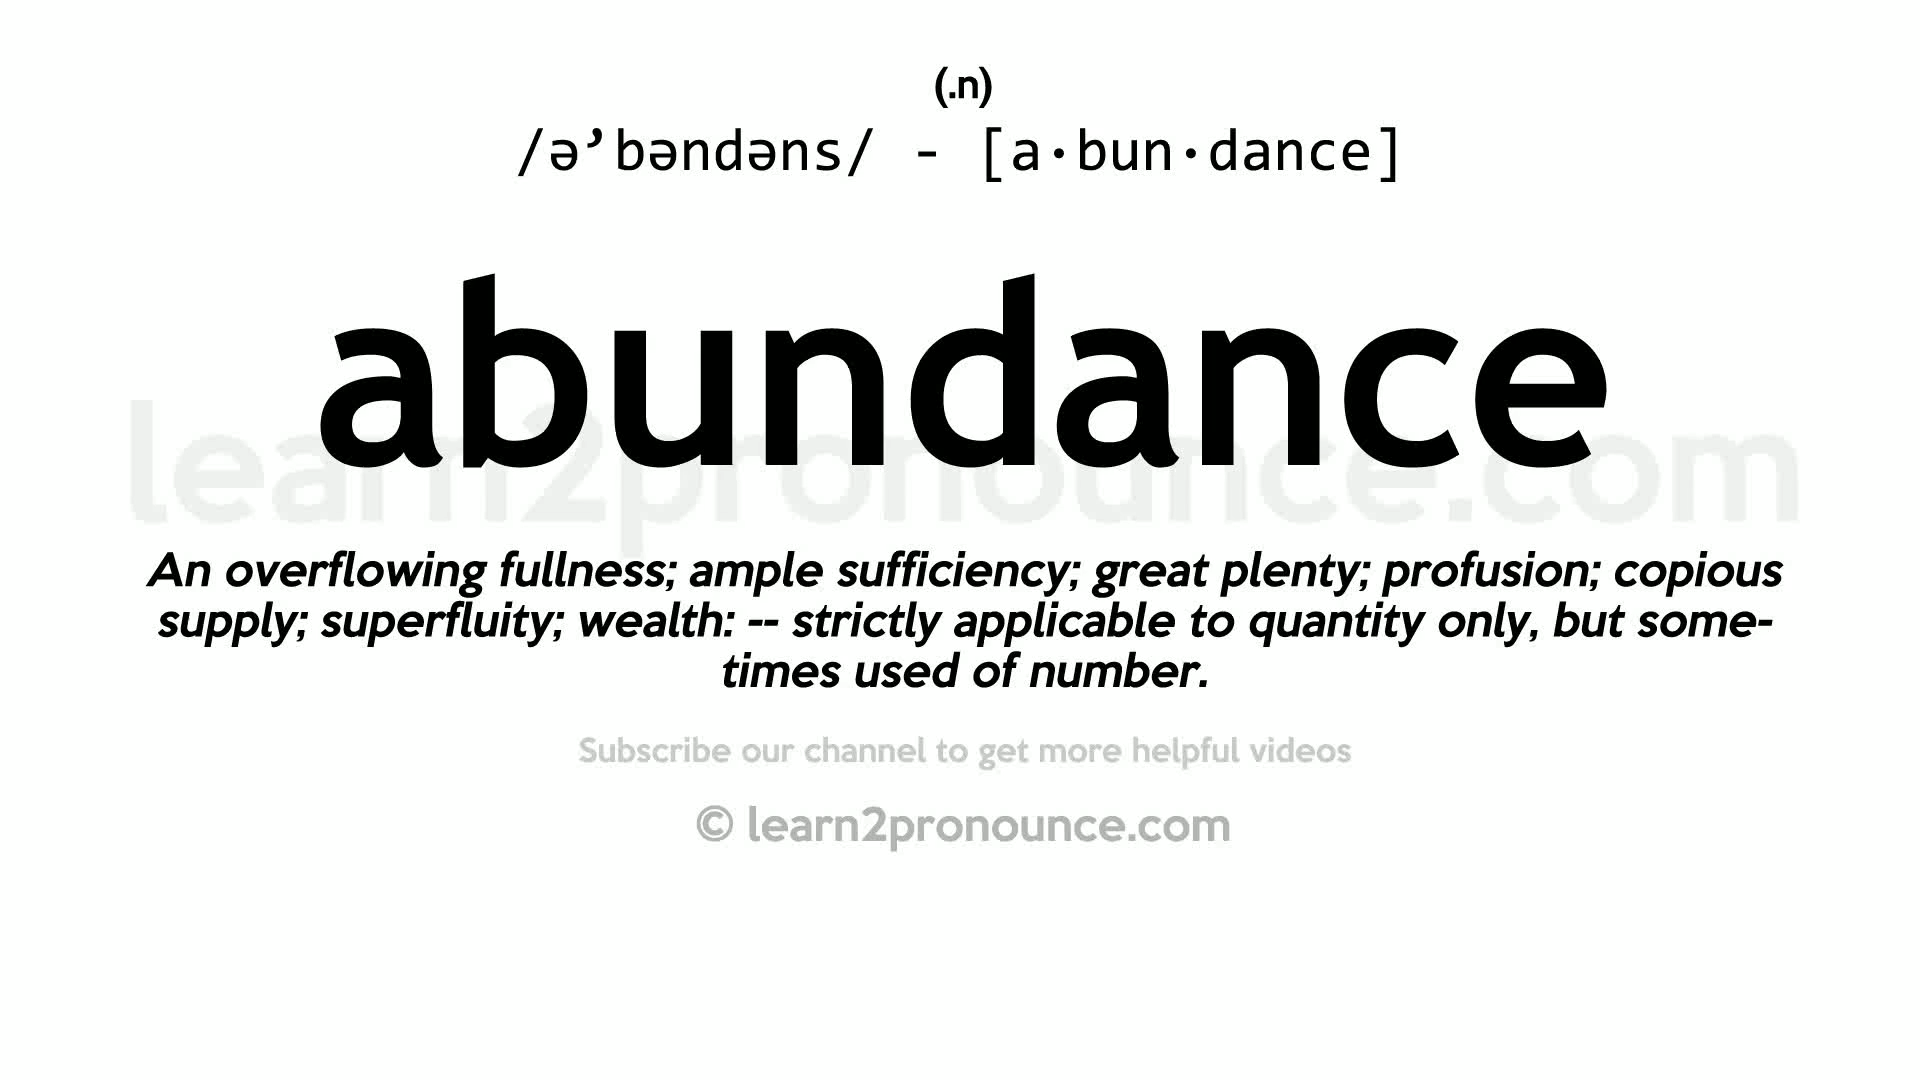 (.n)
/ə’bəndəns/ - [a·bun·dance]
abundance
learn2pronounce.com
An overflowing fullness; ample sufficiency; great plenty; profusion; copious
supply; superfluity; wealth: -- strictly applicable to quantity only, but some-
times used of number.
Subscribe our channel to get more helpful videos
© learn2pronounce.com